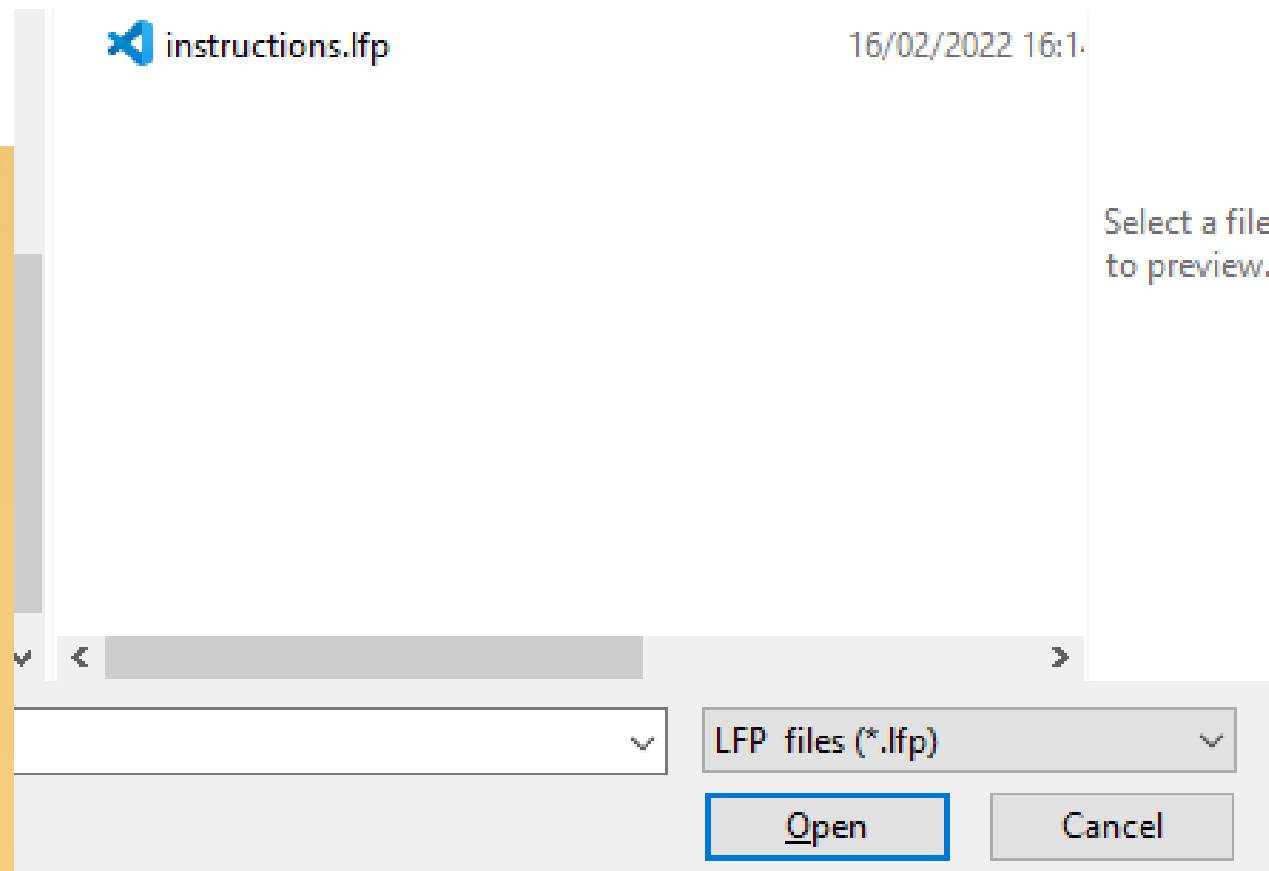 instructions.lfp 16/02/2022 16:1
Select a file
to preview.
LFP files (*.lfp)
Open Cancel